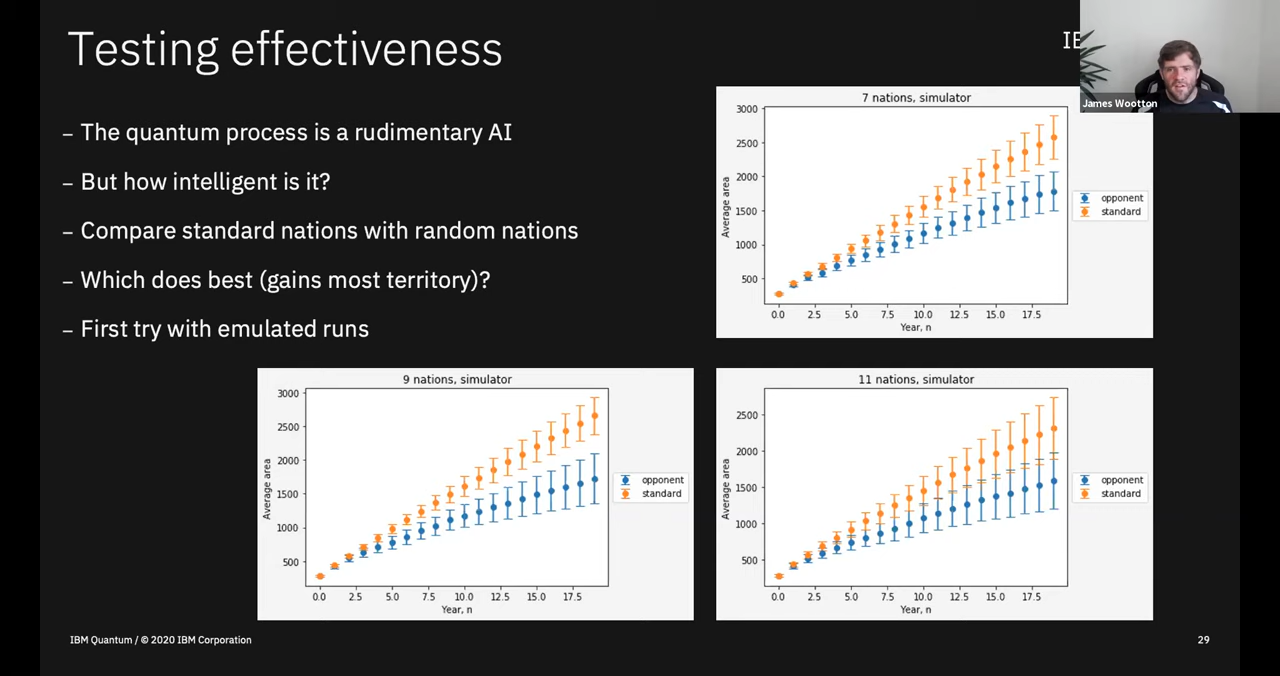 Testing effectiveness
IB
James Wootton
– The quantum process is a rudimentary AI
– But how intelligent is it?
– Compare standard nations with random nations
– Which does best (gains most territory)?
– First try with emulated runs
7 nations, simulator
3000
2500
2000
1500
1000
500
Average area
0.0 2.5 5.0 7.5 10.0 12.5 15.0 17.5
Year, n
opponent
standard
9 nations, simulator
3000
2500
2000
1500
1000
500
Average area
0.0 2.5 5.0 7.5 10.0 12.5 15.0 17.5
Year, n
opponent
standard
11 nations, simulator
2500
2000
1500
1000
500
Average area
0.0 2.5 5.0 7.5 10.0 12.5 15.0 17.5
Year, n
opponent
standard
IBM Quantum / © 2020 IBM Corporation
29